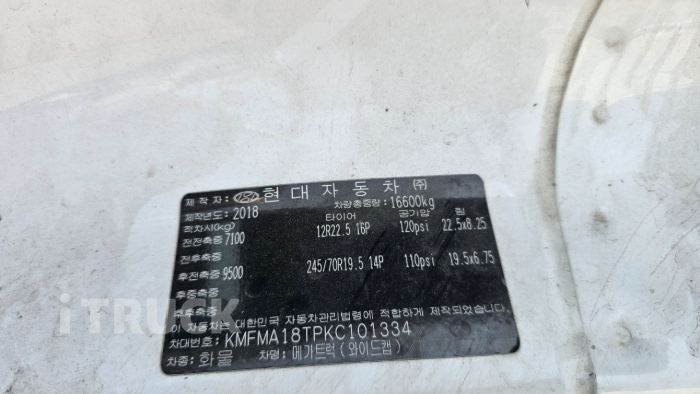 제작자: 현대자동차(주)
제작년도: 2018 차량총중량: 16600kg
적차시(kg) 타이어 공기압 림
전전축중 7100 12R22.5 16P 120psi 22.5x8.25
전후축중
후전축중 9500 245/70R19.5 14P 110psi 19.5x6.75
후중축중
후후축중
이 자동차는 대한민국 자동차관리법령에 적합하게 제작되었습니다.
차대번호: KMFMA18TPKC101334
차종: 화물 차명: 메가트럭(와이드캡)
iTRUCK
iTRUCK